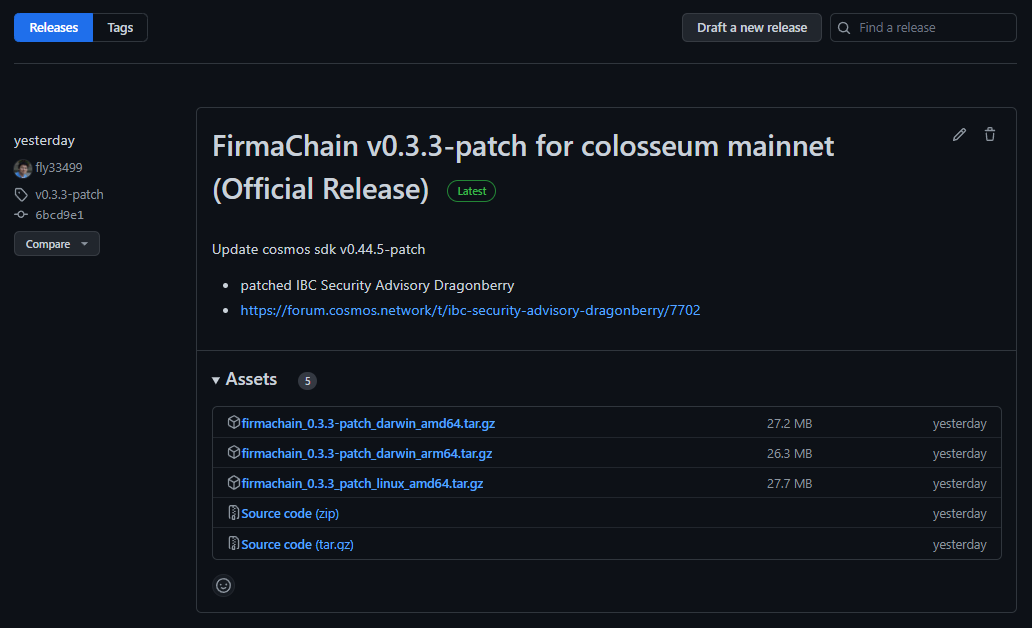 Releases
Tags
Draft a new release
Find a release
yesterday
fly33499
v0.3.3-patch
6bcd9e1
Compare
FirmaChain v0.3.3-patch for colosseum mainnet
(Official Release)
Latest
Update cosmos sdk v0.44.5-patch
patched IBC Security Advisory Dragonberry
https://forum.cosmos.network/t/ibc-security-advisory-dragonberry/7702
Assets 5
firmachain_0.3.3-patch_darwin_amd64.tar.gz 27.2 MB yesterday
firmachain_0.3.3-patch_darwin_arm64.tar.gz 26.3 MB yesterday
firmachain_0.3.3_patch_linux_amd64.tar.gz 27.7 MB yesterday
Source code (zip) yesterday
Source code (tar.gz) yesterday